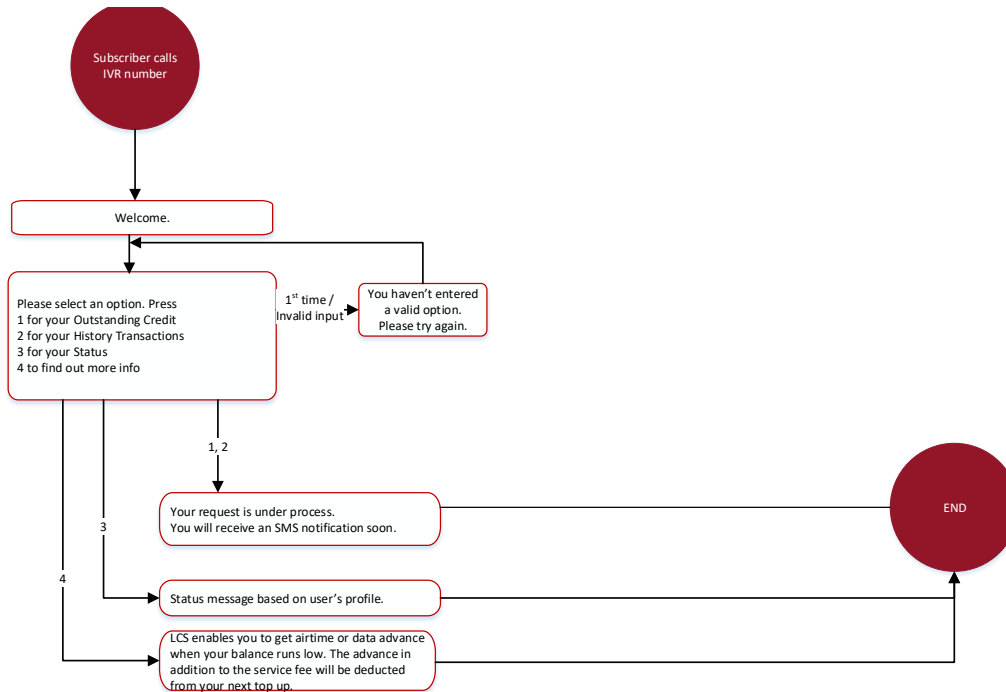 Subscriber calls
IVR number
Welcome.
Please select an option. Press
1 for your Outstanding Credit
2 for your History Transactions
3 for your Status
4 to find out more info
1st time /
Invalid input
You haven’t entered
a valid option.
Please try again.
1, 2
Your request is under process.
You will receive an SMS notification soon.
END
3
4
Status message based on user’s profile.
LCS enables you to get airtime or data advance
when your balance runs low. The advance in
addition to the service fee will be deducted
from your next top up.